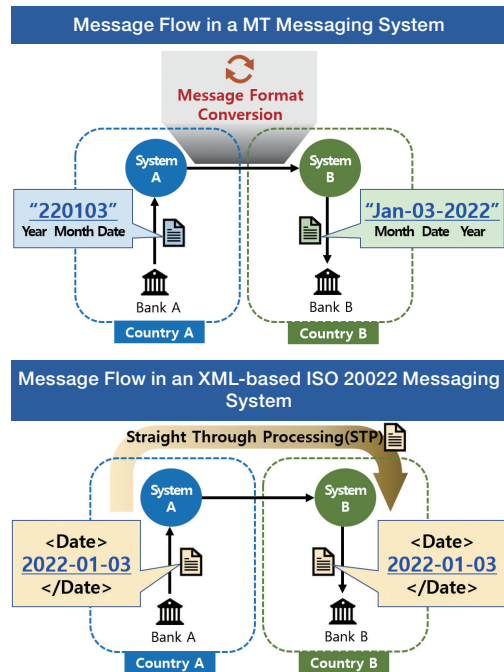 Message Flow in a MT Messaging System
Message Format
Conversion
System
A
System
B
“220103”
Year Month Date
“Jan-03-2022”
Month Date Year
Bank A
Bank B
Country A
Country B
Message Flow in an XML-based ISO 20022 Messaging
System
Straight Through Processing(STP)
System
A
System
B
<Date>
2022-01-03
</Date>
<Date>
2022-01-03
</Date>
Bank A
Bank B
Country A
Country B